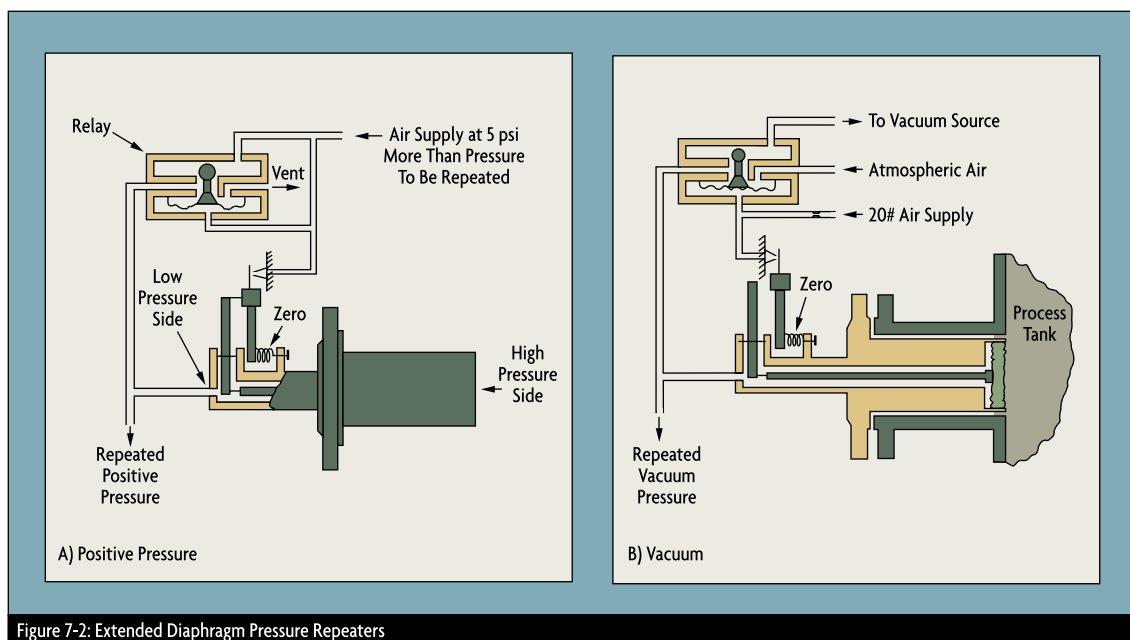 Relay
Air Supply at 5 psi
More Than Pressure
To Be Repeated
Vent
Low
Pressure
Side
Zero
High
Pressure
Side
Repeated
Positive
Pressure
A) Positive Pressure
To Vacuum Source
Atmospheric Air
20# Air Supply
Zero
Process
Tank
Repeated
Vacuum
Pressure
B) Vacuum
Figure 7-2: Extended Diaphragm Pressure Repeaters